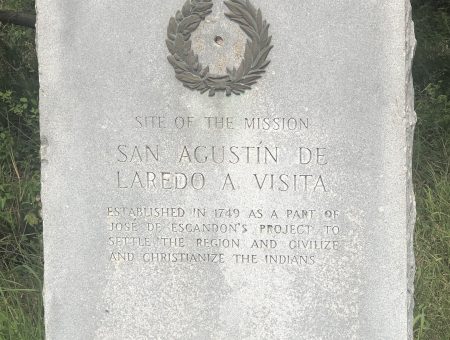 SITE OF THE MISSION
SAN AGUSTÍN DE
LAREDO A VISITA
ESTABLISHED IN 1749 AS A PART OF
JOSÉ DE ESCANDON'S PROJECT TO
SETTLE THE REGION AND CIVILIZE
AND CHRISTIANIZE THE INDIANS